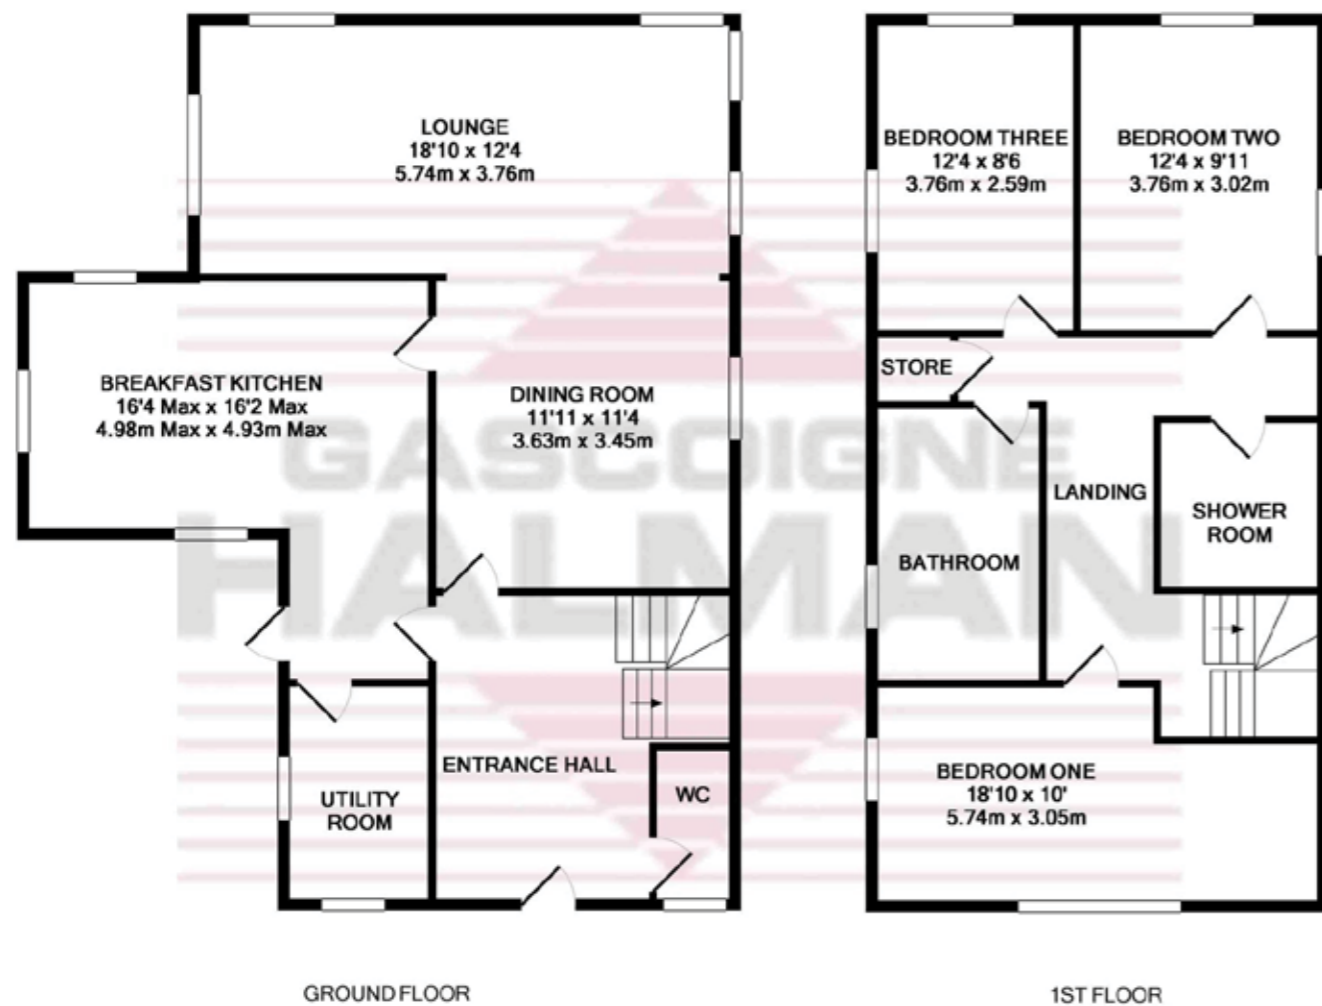 LOUNGE
18'10 x 12'4
5.74m x 3.76m
BREAKFAST KITCHEN
16'4 Max x 16'2 Max
4.98m Max x 4.93m Max
DINING ROOM
11'11 x 11'4
3.63m x 3.45m
ENTRANCE HALL
WC
UTILITY
ROOM
GROUND FLOOR
BEDROOM THREE
12'4 x 8'6
3.76m x 2.59m
BEDROOM TWO
12'4 x 9'11
3.76m x 3.02m
STORE
LANDING
SHOWER
ROOM
BATHROOM
BEDROOM ONE
18'10 x 10'
5.74m x 3.05m
1ST FLOOR
GASCOIGNE
HALMAN